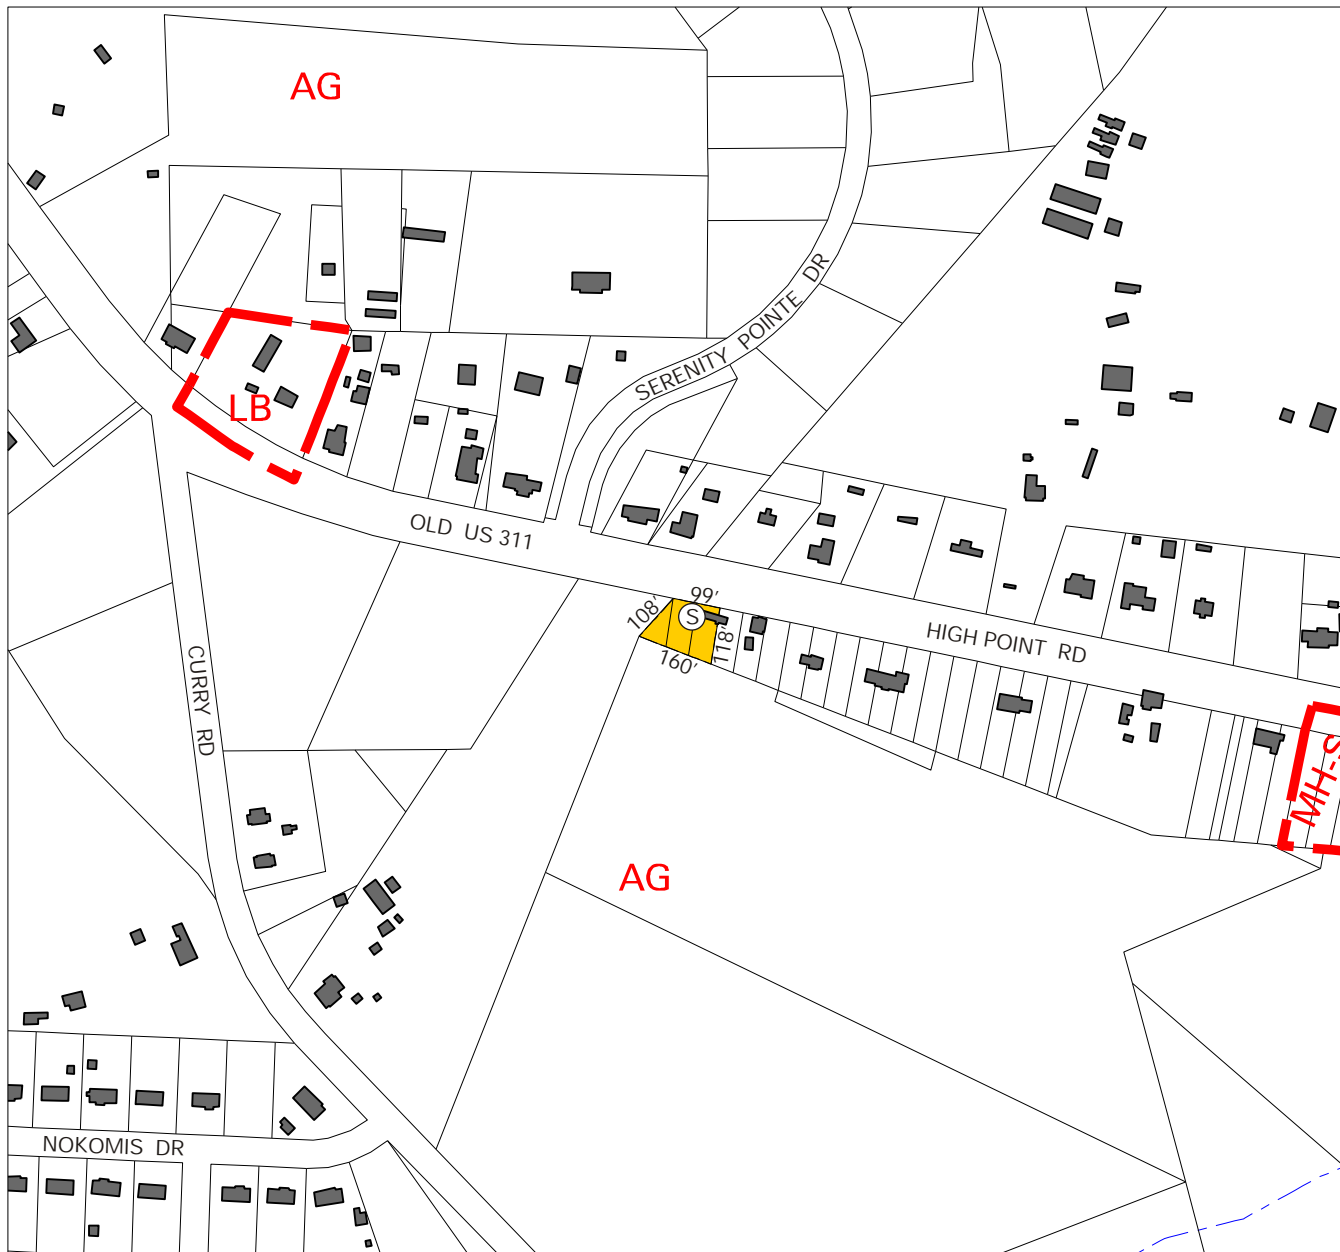 AG
SERENITY POINTE DR
LB
OLD US 311
99'
108'
S
118'
160'
HIGH POINT RD
CURRY RD
MH-S
AG
NOKOMIS DR